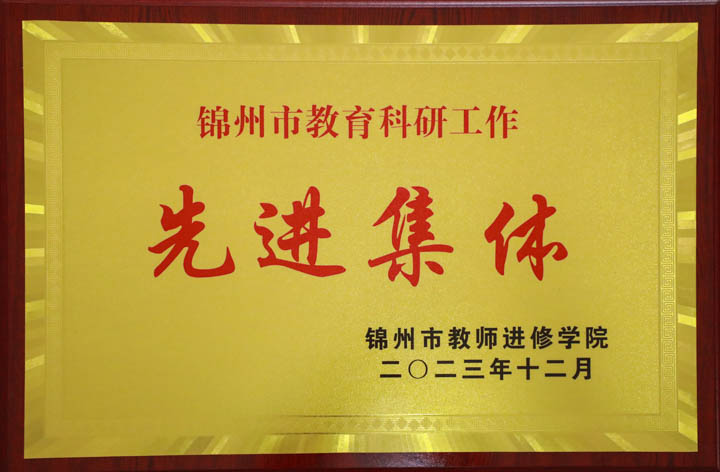 锦州市教育科研工作
先进集体
锦州市教师进修学院
二〇二三年十二月